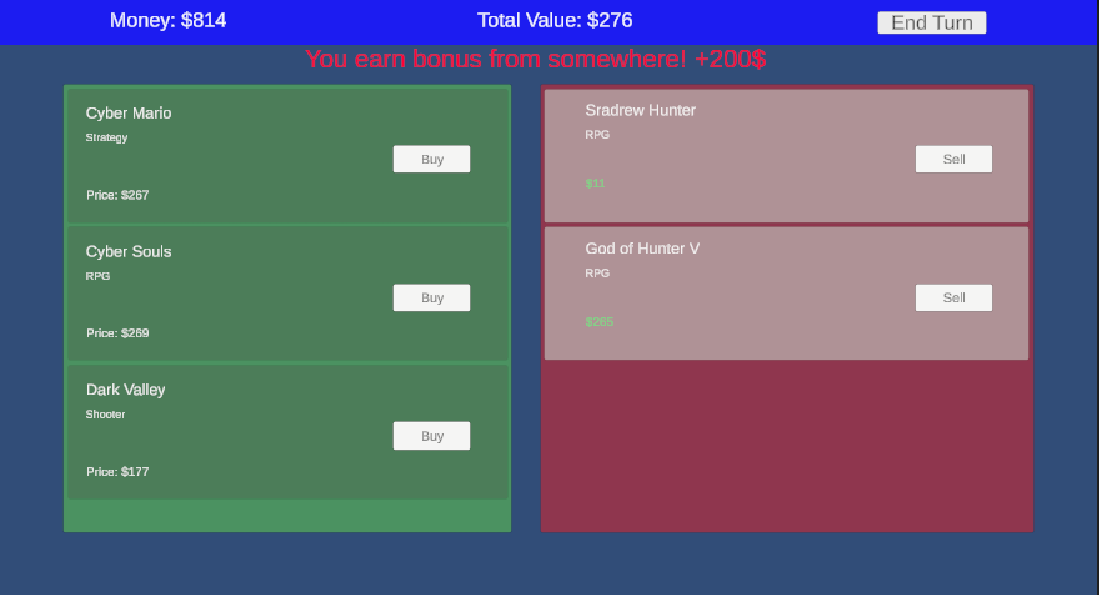 Money: $814
Total Value: $276
End Turn
You earn bonus from somewhere! +200$
Cyber Mario
Strategy
Buy
Price: $267
Cyber Souls
RPG
Buy
Price: $269
Dark Valley
Shooter
Buy
Price: $177
Sradrew Hunter
RPG
Sell
$11
God of Hunter V
RPG
Sell
$265